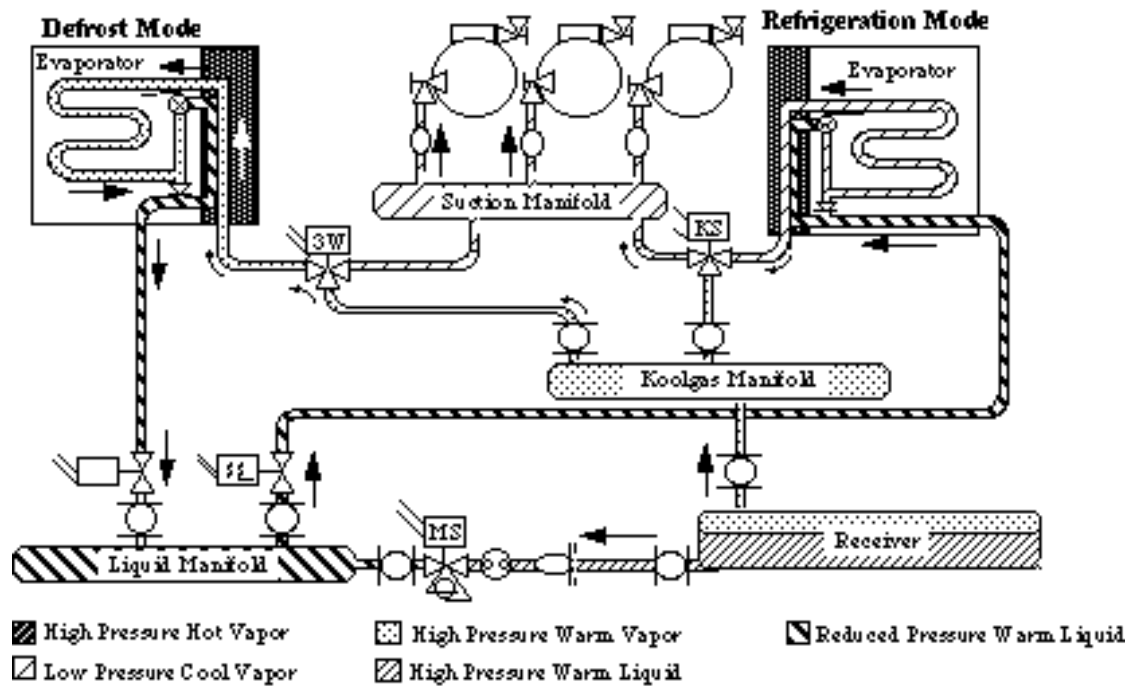 Defrost Mode
Refrigeration Mode
Evaporator
Evaporator
Suction Manifold
3W
KS
Koolgas Manifold
MS
Receiver
Liquid Manifold
High Pressure Hot Vapor
High Pressure Warm Vapor
Reduced Pressure Warm Liquid
Low Pressure Cool Vapor
High Pressure Warm Liquid